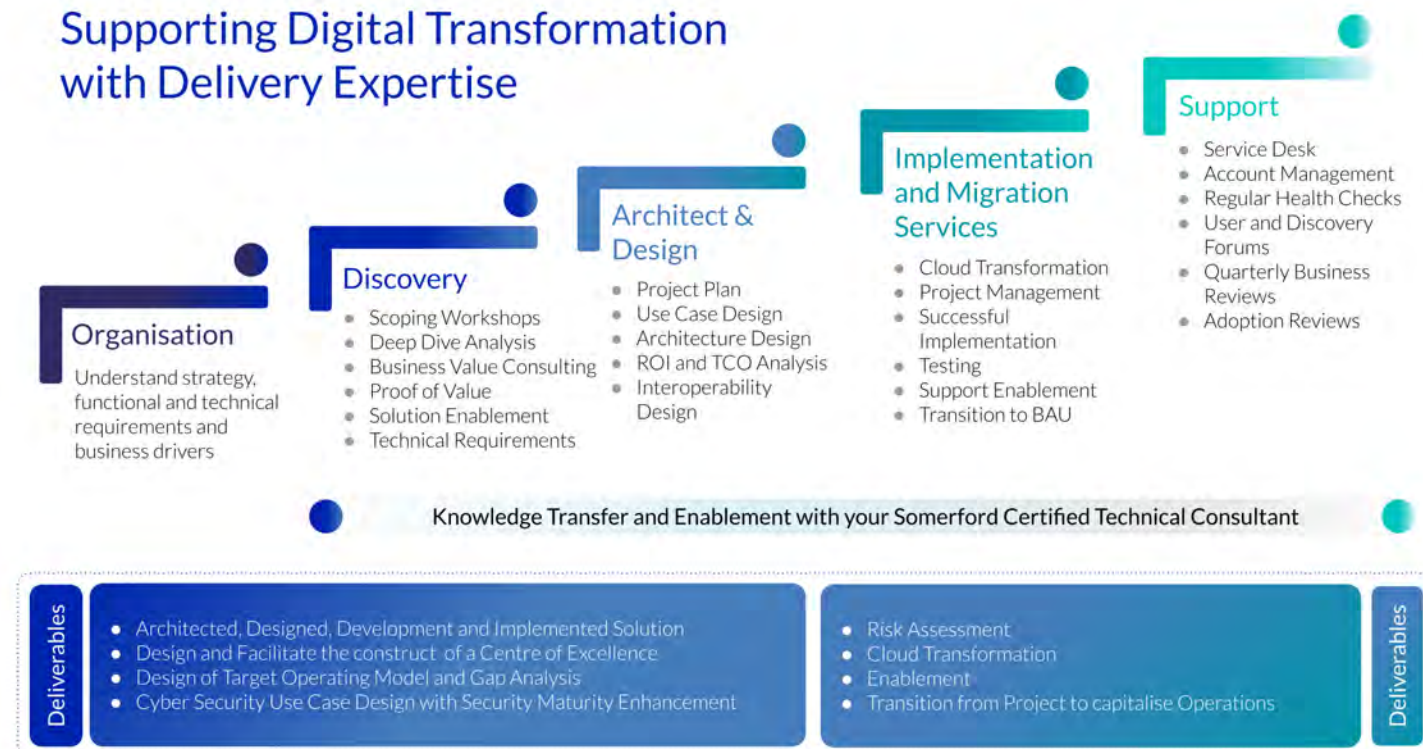 Supporting Digital Transformation
with Delivery Expertise
Organisation
Understand strategy,
functional and technical
requirements and
business drivers
Discovery
Scoping Workshops
Deep Dive Analysis
Business Value Consulting
Proof of Value
Solution Enablement
Technical Requirements
Architect &
Design
Project Plan
Use Case Design
Architecture Design
ROI and TCO Analysis
Interoperability
Design
Implementation
and Migration
Services
Cloud Transformation
Project Management
Successful
Implementation
Testing
Support Enablement
Transition to BAU
Support
Service Desk
Account Management
Regular Health Checks
User and Discovery
Forums
Quarterly Business
Reviews
Adoption Reviews
Knowledge Transfer and Enablement with your Somerford Certified Technical Consultant
Deliverables
Architected, Designed, Development and Implemented Solution
Design and Facilitate the construct of a Centre of Excellence
Design of Target Operating Model and Gap Analysis
Cyber Security Use Case Design with Security Maturity Enhancement
Risk Assessment
Cloud Transformation
Enablement
Transition from Project to capitalise Operations
Deliverables